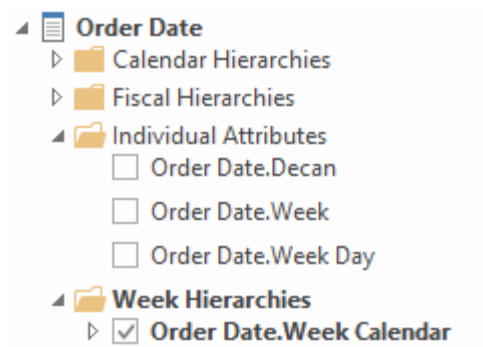 Order Date
Calendar Hierarchies
Fiscal Hierarchies
Individual Attributes
Order Date.Decan
Order Date.Week
Order Date.Week Day
Week Hierarchies
Order Date.Week Calendar